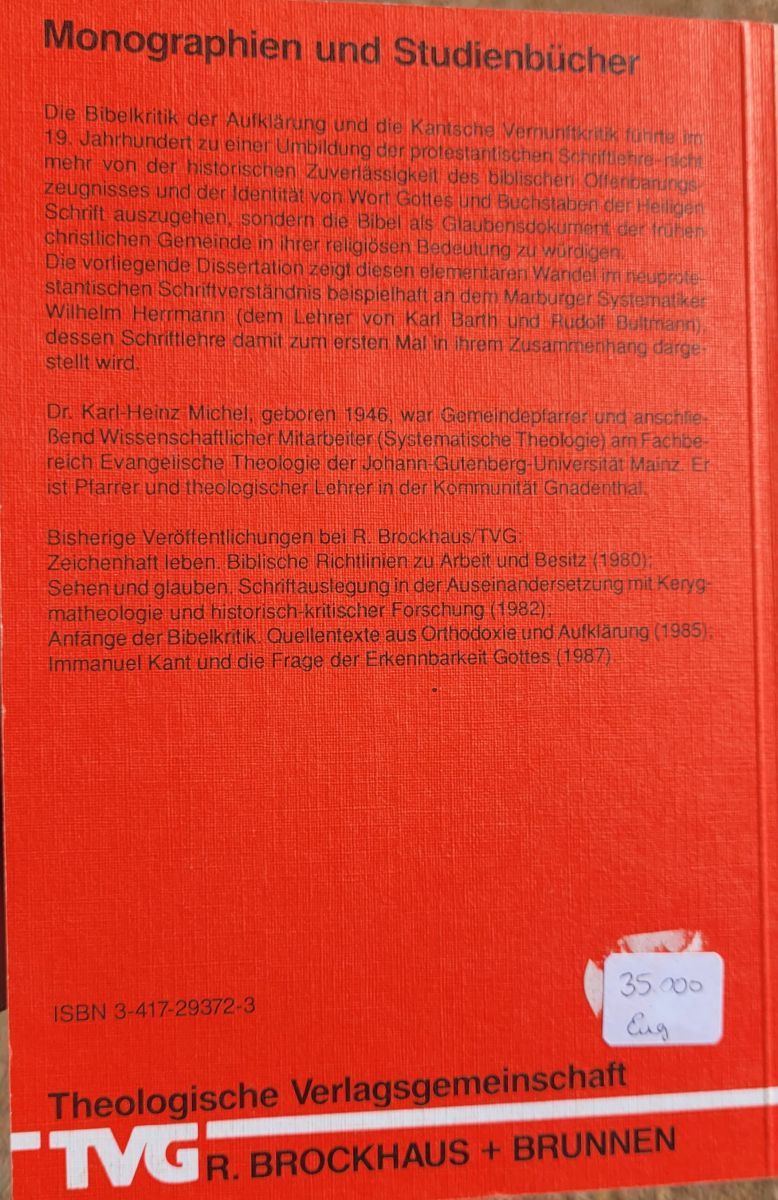 Monographien und Studienbücher
Die Bibelkritik der Aufklärung und die Kantsche Vernunftkritik führte im
19. Jahrhundert zu einer Umbildung der protestantischen Schriftlehre - nicht
mehr von der historischen Zuverlässigkeit des biblischen Offenbarungs-
zeugnisses und der Identität von Wort Gottes und Buchstaben der Heiligen
Schrift auszugehen, sondern die Bibel als Glaubensdokument der frühen
christlichen Gemeinde in ihrer religiösen Bedeutung zu würdigen.
Die vorliegende Dissertation zeigt diesen elementaren Wandel im neuprote-
stantischen Schriftverständnis beispielhaft an dem Marburger Systematiker
Wilhelm Herrmann (dem Lehrer von Karl Barth und Rudolf Bultmann),
dessen Schriftlehre damit zum ersten Mal in ihrem Zusammenhang darge-
stellt wird.
Dr. Karl-Heinz Michel, geboren 1946, war Gemeindepfarrer und anschlie-
ßend Wissenschaftlicher Mitarbeiter (Systematische Theologie) am Fachbe-
reich Evangelische Theologie der Johann-Gutenberg-Universität Mainz. Er
ist Pfarrer und theologischer Lehrer in der Kommunität Gnadenthal.
Bisherige Veröffentlichungen bei R. Brockhaus/TVG:
Zeichenhaft leben. Biblische Richtlinien zu Arbeit und Besitz (1980);
Sehen und glauben. Schriftauslegung in der Auseinandersetzung mit Keryg-
matheologie und historisch-kritischer Forschung (1982);
Anfänge der Bibelkritik. Quellentexte aus Orthodoxie und Aufklärung (1985);
Immanuel Kant und die Frage der Erkennbarkeit Gottes (1987).
35.000
Eug
ISBN 3-417-29372-3
Theologische Verlagsgemeinschaft
TVG R. BROCKHAUS + BRUNNEN